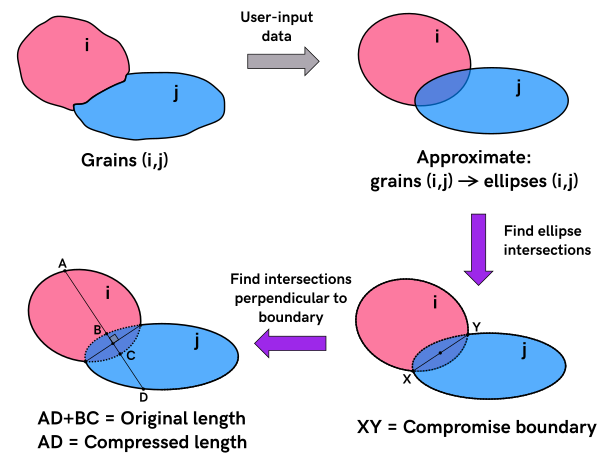 User-input
data
i
j
Grains (i,j)
i
j
Approximate:
grains (i,j) → ellipses (i,j)
Find ellipse
intersections
i
j
X
Y
XY = Compromise boundary
Find intersections
perpendicular to
boundary
A
i
B
j
C
D
AD+BC = Original length
AD = Compressed length